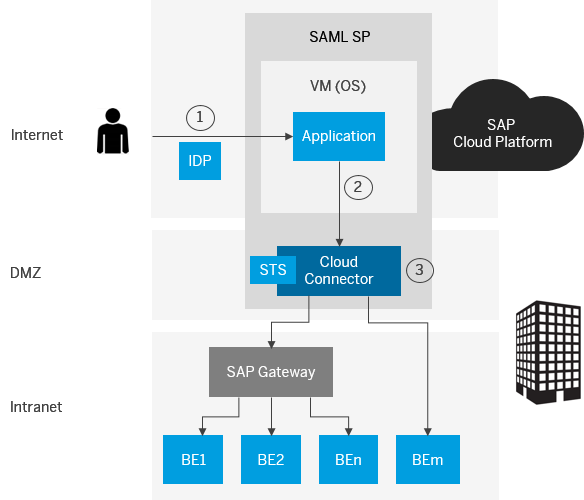 SAML SP
VM (OS)
1
Application
SAP
Cloud Platform
Internet
IDP
2
STS
Cloud
Connector
3
DMZ
SAP Gateway
Intranet
BE1
BE2
BEn
BEm